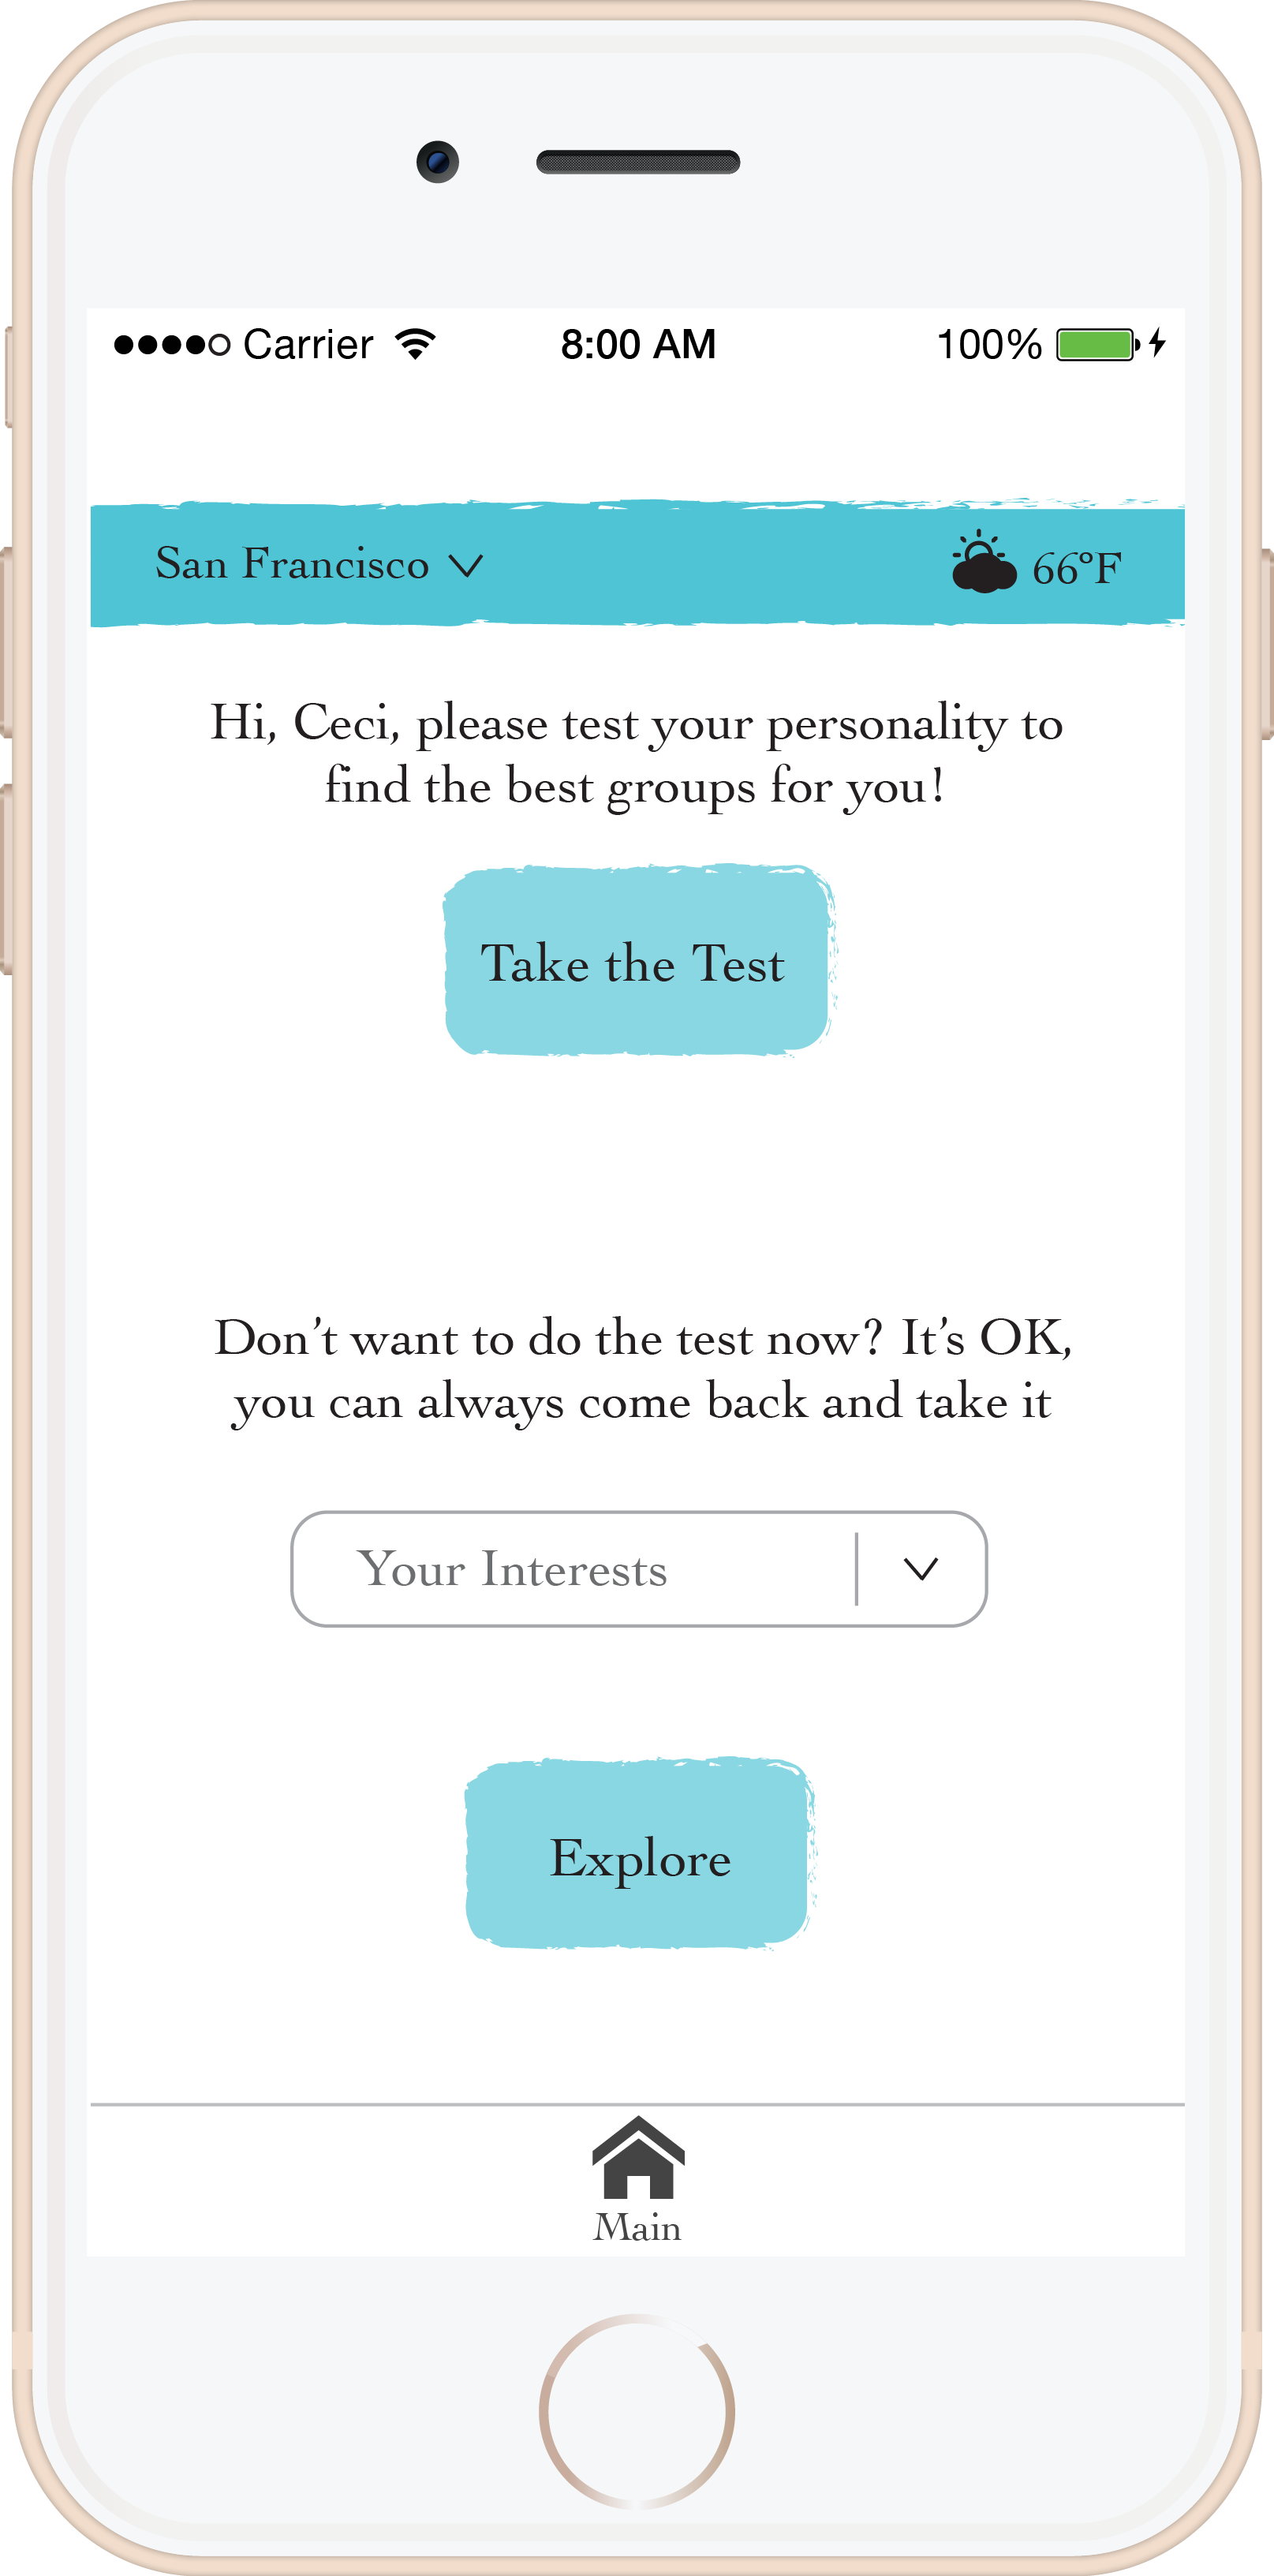 Carrier 8:00 AM 100%
San Francisco 66°F
Hi, Ceci, please test your personality to
find the best groups for you!
Take the Test
Don’t want to do the test now? It’s OK,
you can always come back and take it
Your Interests
Explore
Main